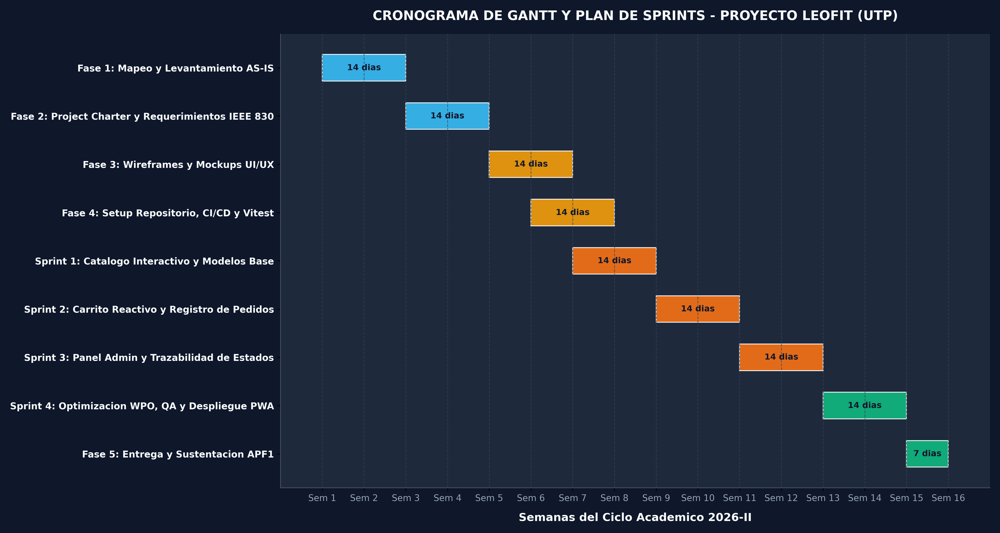 CRONOGRAMA DE GANTT Y PLAN DE SPRINTS - PROYECTO LEOFIT (UTP)
Fase 1: Mapeo y Levantamiento AS-IS
14 dias
Fase 2: Project Charter y Requerimientos IEEE 830
14 dias
Fase 3: Wireframes y Mockups UI/UX
14 dias
Fase 4: Setup Repositorio, CI/CD y Vitest
14 dias
Sprint 1: Catalogo Interactivo y Modelos Base
14 dias
Sprint 2: Carrito Reactivo y Registro de Pedidos
14 dias
Sprint 3: Panel Admin y Trazabilidad de Estados
14 dias
Sprint 4: Optimizacion WPO, QA y Despliegue PWA
14 dias
Fase 5: Entrega y Sustentacion APF1
7 dias
Sem 1 Sem 2 Sem 3 Sem 4 Sem 5 Sem 6 Sem 7 Sem 8 Sem 9 Sem 10 Sem 11 Sem 12 Sem 13 Sem 14 Sem 15 Sem 16
Semanas del Ciclo Academico 2026-II